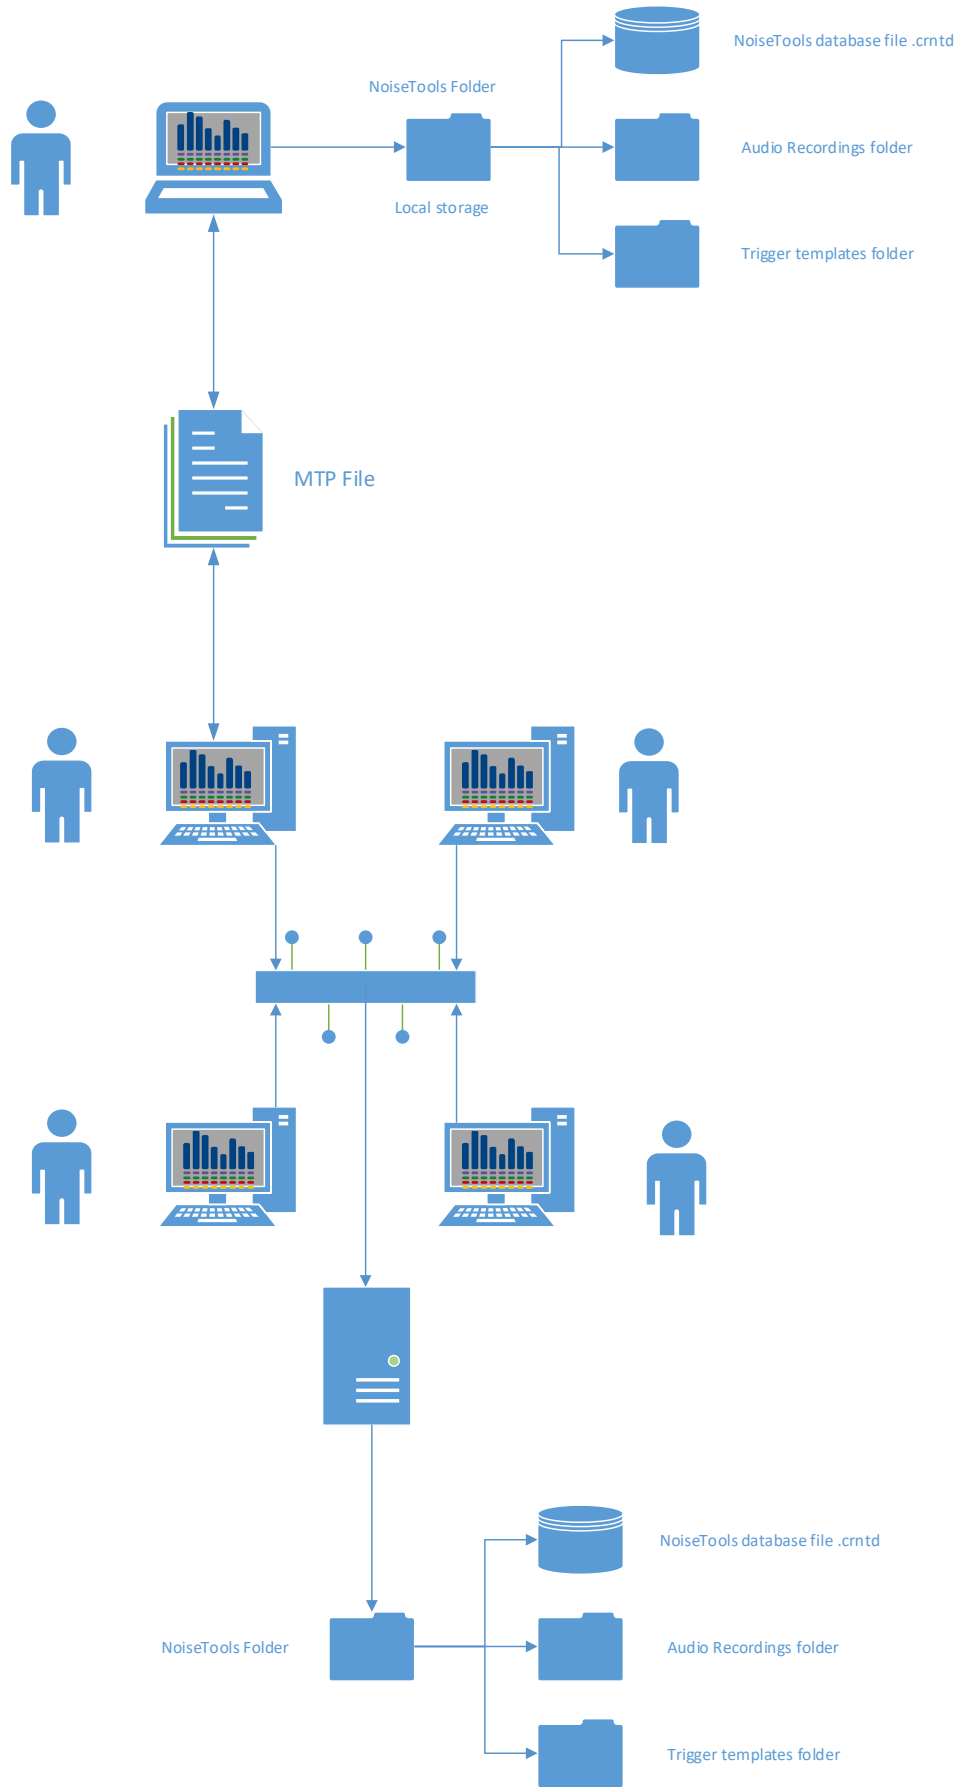 NoiseTools database file .crntd
NoiseTools Folder
Audio Recordings folder
Local storage
Trigger templates folder
MTP File
NoiseTools database file .crntd
NoiseTools Folder
Audio Recordings folder
Trigger templates folder